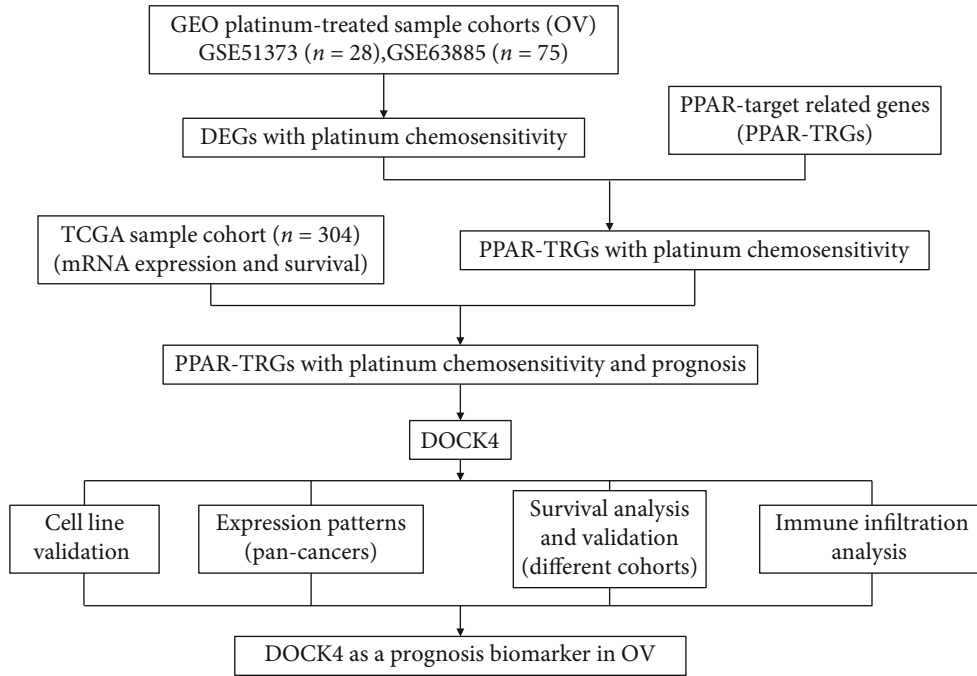 GEO platinum-treated sample cohorts (OV)
GSE51373 (n = 28),GSE63885 (n = 75)
PPAR-target related genes
(PPAR-TRGs)
DEGs with platinum chemosensitivity
TCGA sample cohort (n = 304)
(mRNA expression and survival)
PPAR-TRGs with platinum chemosensitivity
PPAR-TRGs with platinum chemosensitivity and prognosis
DOCK4
Cell line
validation
Expression patterns
(pan-cancers)
Survival analysis
and validation
(different cohorts)
Immune infiltration
analysis
DOCK4 as a prognosis biomarker in OV